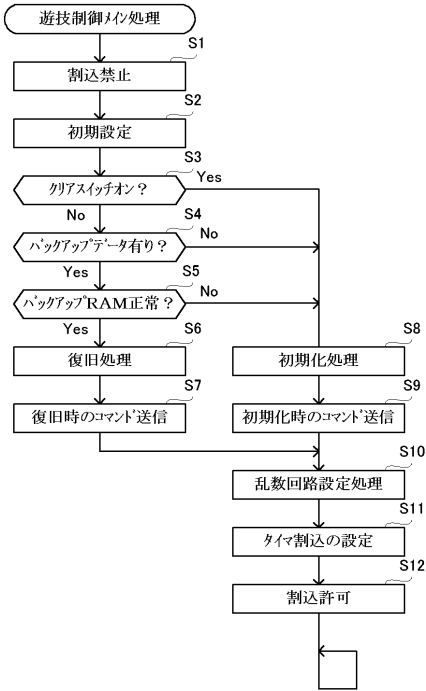 遊技制御ﾒｲﾝ処理
S1
割込禁止
S2
初期設定
S3
ｸﾘｱｽｲｯﾁｵﾝ？
Yes
No
S4
ﾊﾞｯｸｱｯﾌﾟﾃﾞｰﾀ有り？
No
Yes
S5
ﾊﾞｯｸｱｯﾌﾟRAM正常？
No
Yes
S6
復旧処理
S8
初期化処理
S7
復旧時のｺﾏﾝﾄﾞ送信
S9
初期化時のｺﾏﾝﾄﾞ送信
S10
乱数回路設定処理
S11
ﾀｲﾏ割込の設定
S12
割込許可